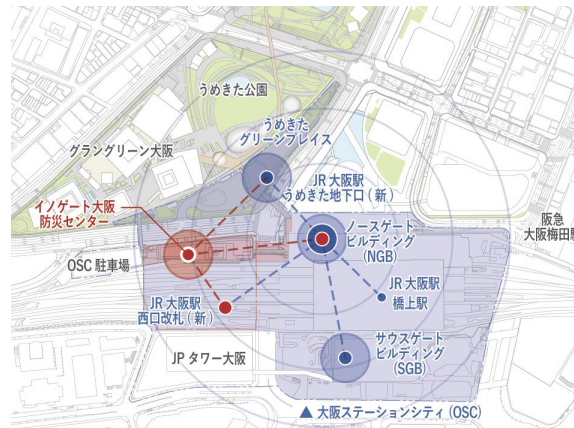 うめきた公園
うめきた
グリーンプレイス
グラングリーン大阪
JR 大阪駅
うめきた地下口 (新)
イノゲート大阪
防災センター
ノースゲート
ビルディング
(NGB)
阪急
大阪梅田駅
OSC 駐車場
JR 大阪駅
橋上駅
JR 大阪駅
西口改札 (新)
サウスゲート
ビルディング
(SGB)
JP タワー大阪
▲ 大阪ステーションシティ (OSC)